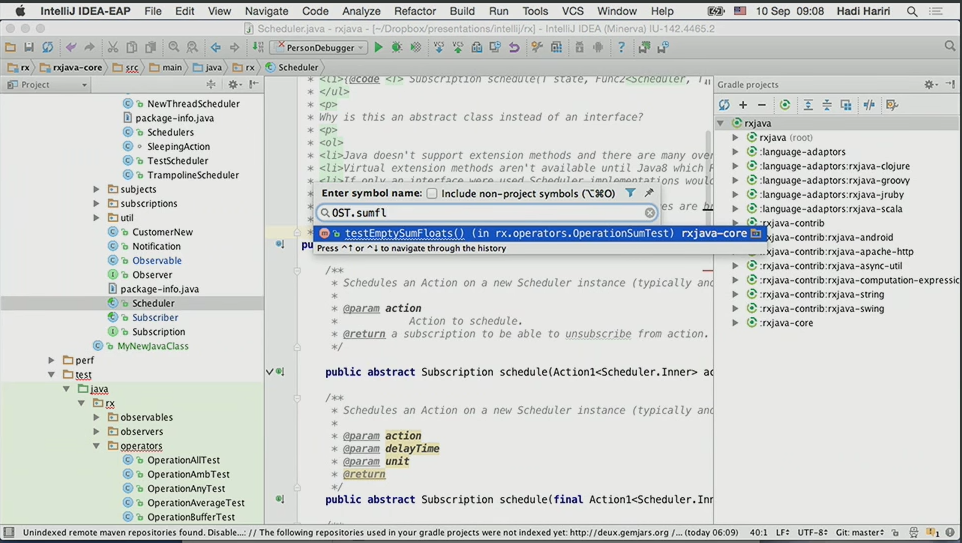 IntelliJ IDEA-EAP File Edit View Navigate Code Analyze Refactor Build Run Tools VCS Window Help 10 Sep 09:08 Hadi Hariri
Scheduler.java - rxjava-core - [~/Dropbox/presentations/intellij/rx] - IntelliJ IDEA (Minerva) IU-142.4465.2
PersonDebugger
rx rxjava-core src main java rx Scheduler
Project
NewThreadScheduler
package-info.java
Schedulers
SleepingAction
TestScheduler
TrampolineScheduler
subjects
subscriptions
util
CustomerNew
Notification
Observable
Observer
package-info.java
Scheduler
Subscriber
Subscription
MyNewJavaClass
perf
test
java
rx
observables
observers
operators
OperationAllTest
OperationAmbTest
OperationAnyTest
OperationAverageTest
OperationBufferTest
* <li>{@code <T> Subscription schedule(T state, Func2<Scheduler, T,
* </ul>
* <p>
* Why is this an abstract class instead of an interface?
* <p>
* <ol>
* <li>Java doesn't support extension methods and there are many over
* <li>Virtual extension methods aren't available until Java8 which R
* <li>If only an interface were used Scheduler implementations would
Enter symbol name: Include non-project symbols (⌥⌘O)
OST.sumfl
es are br
testEmptySumFloats() (in rx.operators.OperationSumTest) rxjava-core
Press ⌃↑ or ⌃↓ to navigate through the history
/**
* Schedules an Action on a new Scheduler instance (typically anothe
*
* @param action
* Action to schedule.
* @return a subscription to be able to unsubscribe from action.
*/
public abstract Subscription schedule(Action1<Scheduler.Inner> ac
/**
* Schedules an Action on a new Scheduler instance (typically anothe
*
* @param action
* @param delayTime
* @param unit
* @return
*/
public abstract Subscription schedule(final Action1<Scheduler.Inn
Gradle projects
rxjava
rxjava (root)
:language-adaptors
:language-adaptors:rxjava-clojure
:language-adaptors:rxjava-groovy
:language-adaptors:rxjava-jruby
:language-adaptors:rxjava-scala
:rxjava-contrib
:rxjava-contrib:rxjava-android
:rxjava-contrib:rxjava-apache-http
:rxjava-contrib:rxjava-async-util
:rxjava-contrib:rxjava-computation-expressic
:rxjava-contrib:rxjava-string
:rxjava-contrib:rxjava-swing
:rxjava-core
Unindexed remote maven repositories found. Disable... // The following repositories used in your gradle projects were not indexed yet: http://deux.gemjars.org/... (today 06:09) 40:1 LF UTF-8 Git: master 1